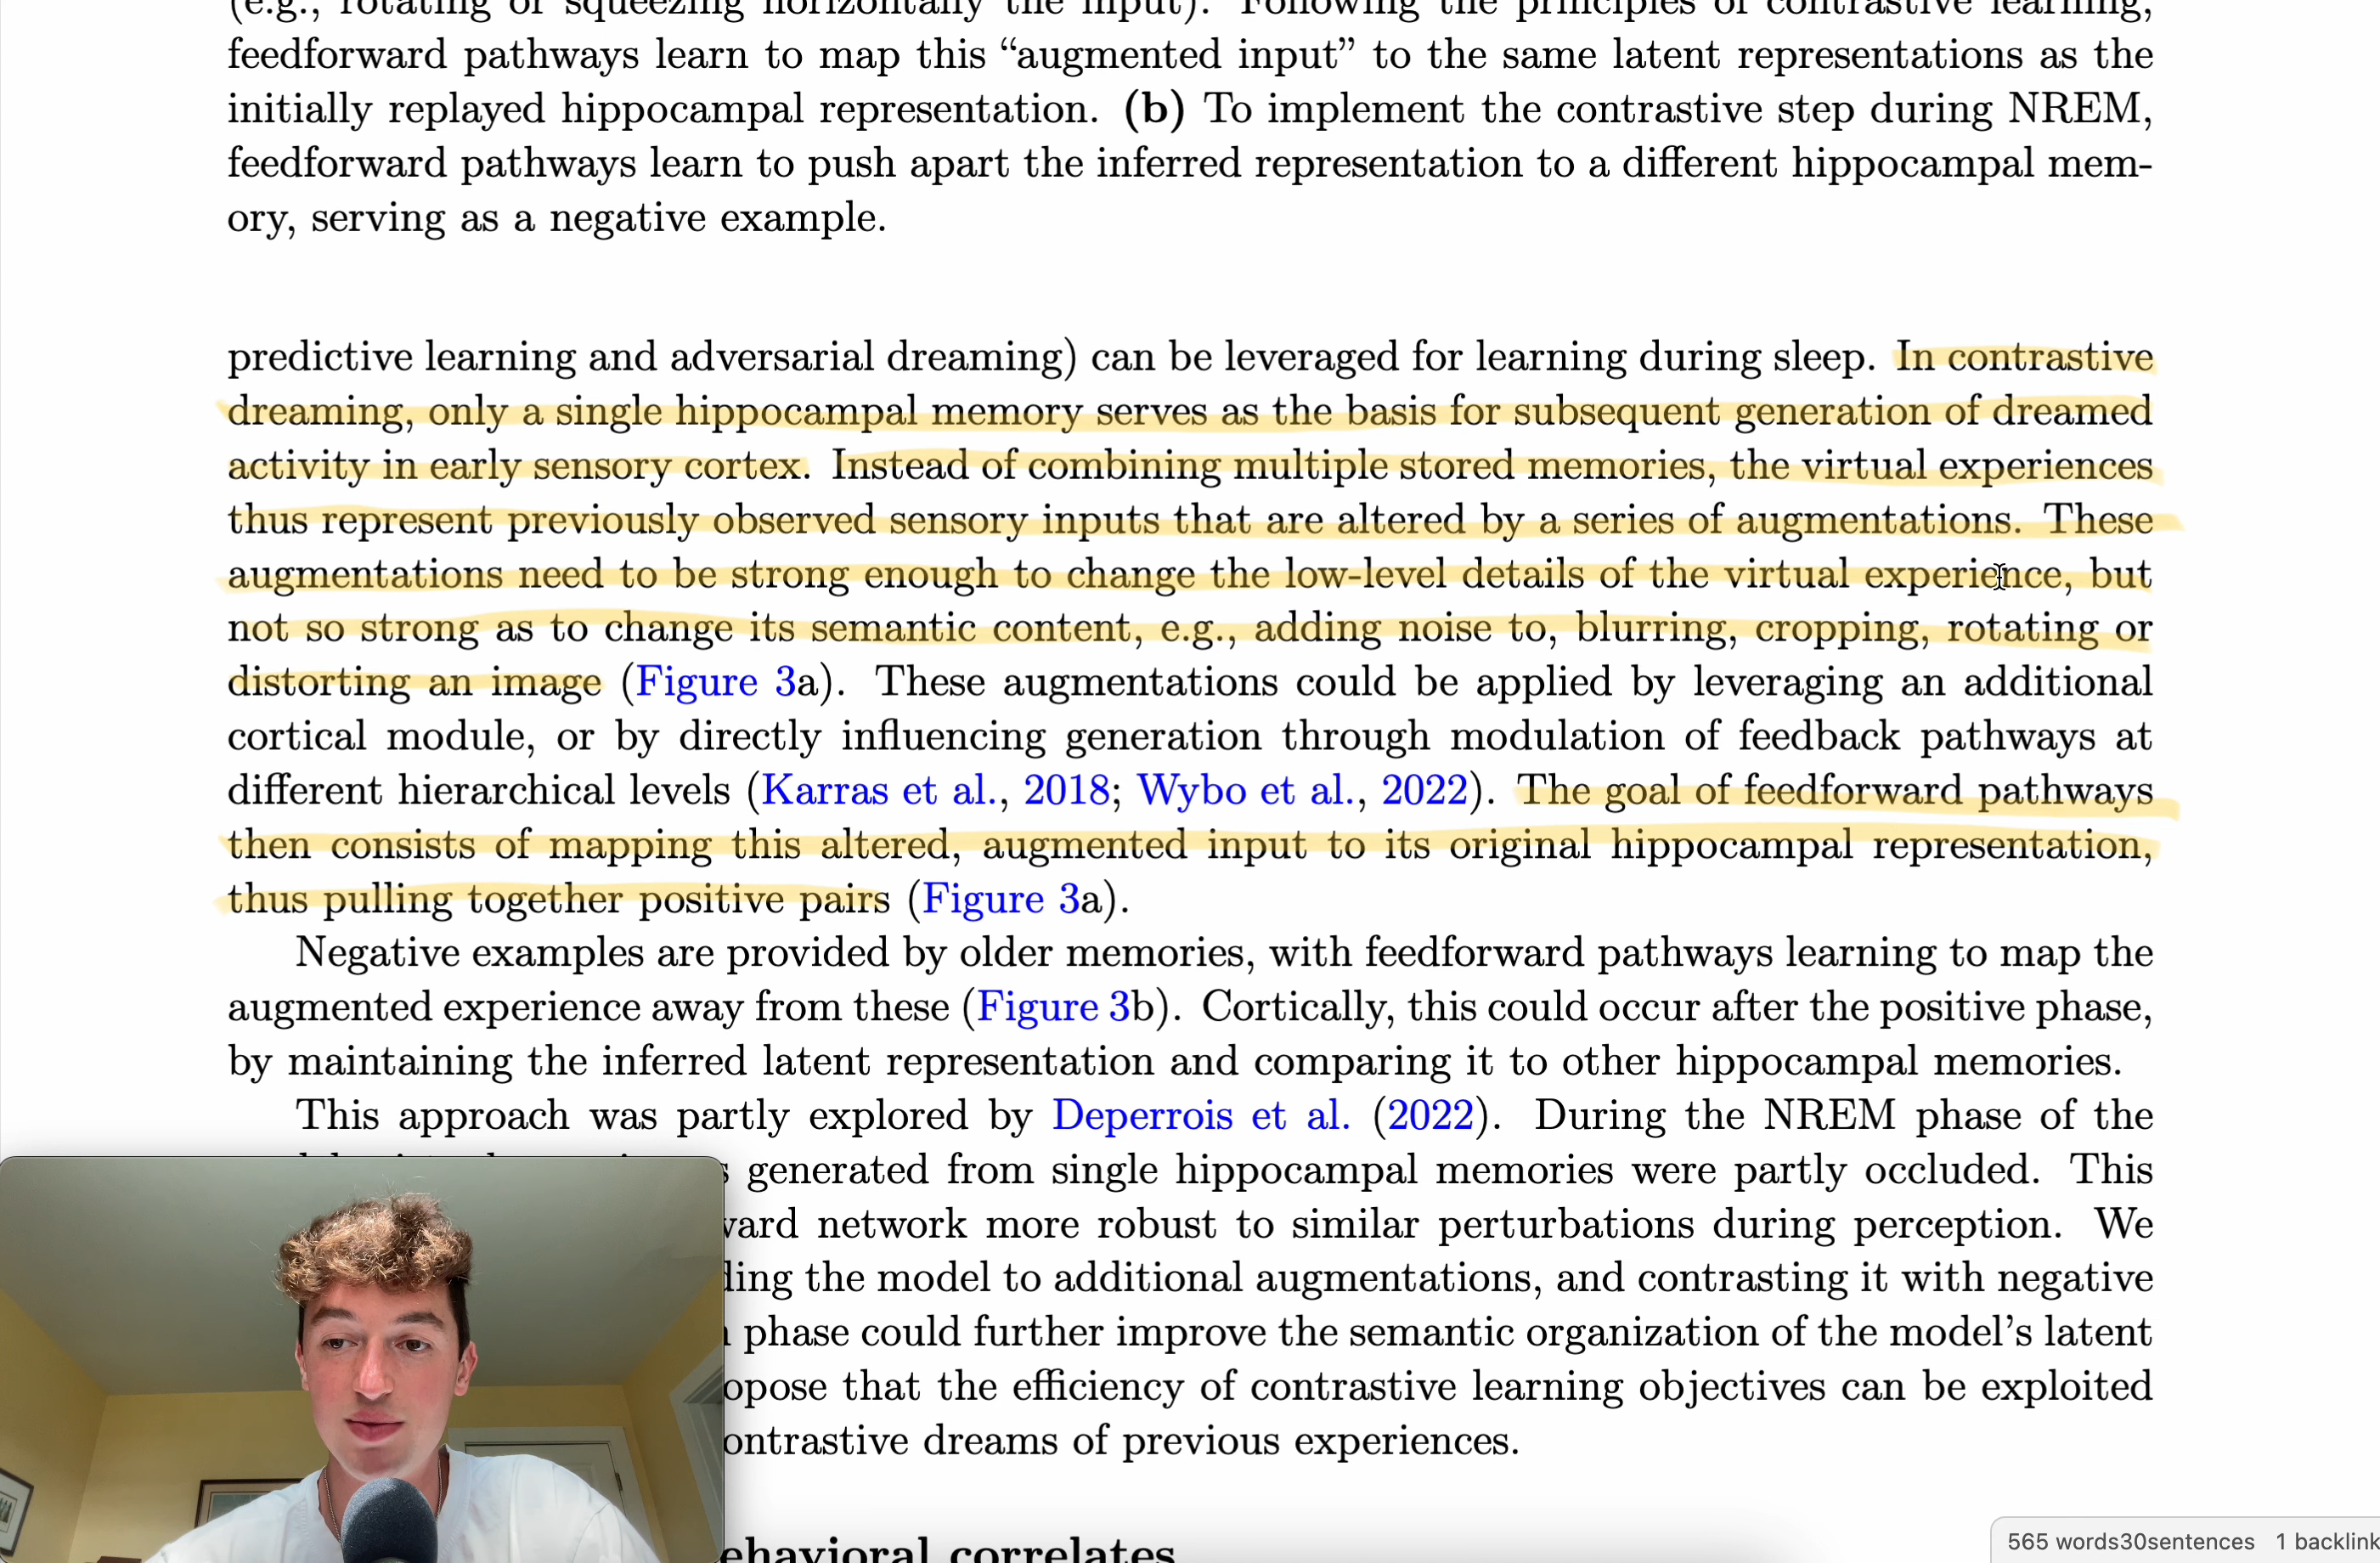 (e.g., rotating or squeezing horizontally the input). Following the principles of contrastive learning,
feedforward pathways learn to map this “augmented input” to the same latent representations as the
initially replayed hippocampal representation. (b) To implement the contrastive step during NREM,
feedforward pathways learn to push apart the inferred representation to a different hippocampal mem-
ory, serving as a negative example.
predictive learning and adversarial dreaming) can be leveraged for learning during sleep. In contrastive
dreaming, only a single hippocampal memory serves as the basis for subsequent generation of dreamed
activity in early sensory cortex. Instead of combining multiple stored memories, the virtual experiences
thus represent previously observed sensory inputs that are altered by a series of augmentations. These
augmentations need to be strong enough to change the low-level details of the virtual experience, but
not so strong as to change its semantic content, e.g., adding noise to, blurring, cropping, rotating or
distorting an image (Figure 3a). These augmentations could be applied by leveraging an additional
cortical module, or by directly influencing generation through modulation of feedback pathways at
different hierarchical levels (Karras et al., 2018; Wybo et al., 2022). The goal of feedforward pathways
then consists of mapping this altered, augmented input to its original hippocampal representation,
thus pulling together positive pairs (Figure 3a).
Negative examples are provided by older memories, with feedforward pathways learning to map the
augmented experience away from these (Figure 3b). Cortically, this could occur after the positive phase,
by maintaining the inferred latent representation and comparing it to other hippocampal memories.
This approach was partly explored by Deperrois et al. (2022). During the NREM phase of the
generated from single hippocampal memories were partly occluded. This
ward network more robust to similar perturbations during perception. We
ding the model to additional augmentations, and contrasting it with negative
phase could further improve the semantic organization of the model’s latent
opose that the efficiency of contrastive learning objectives can be exploited
ontrastive dreams of previous experiences.
ehavioral correlates
565 words30sentences 1 backlink